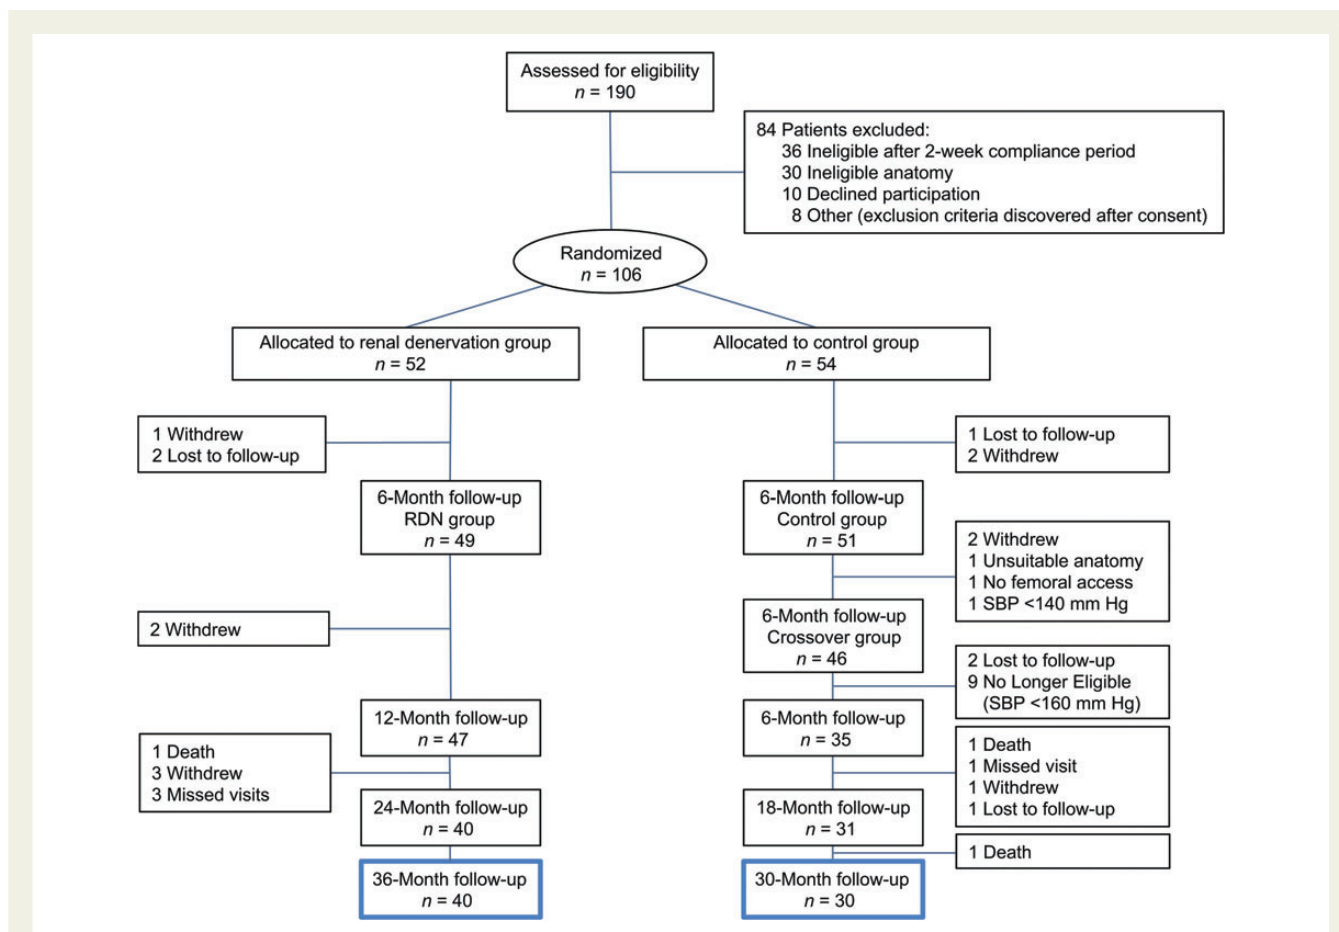 Assessed for eligibility
n = 190
84 Patients excluded:
36 Ineligible after 2-week compliance period
30 Ineligible anatomy
10 Declined participation
8 Other (exclusion criteria discovered after consent)
Randomized
n = 106
Allocated to renal denervation group
n = 52
Allocated to control group
n = 54
1 Withdrew
2 Lost to follow-up
1 Lost to follow-up
2 Withdrew
6-Month follow-up
RDN group
n = 49
6-Month follow-up
Control group
n = 51
2 Withdrew
1 Unsuitable anatomy
1 No femoral access
1 SBP <140 mm Hg
2 Withdrew
6-Month follow-up
Crossover group
n = 46
2 Lost to follow-up
9 No Longer Eligible
(SBP <160 mm Hg)
12-Month follow-up
n = 47
6-Month follow-up
n = 35
1 Death
3 Withdrew
3 Missed visits
1 Death
1 Missed visit
1 Withdrew
1 Lost to follow-up
24-Month follow-up
n = 40
18-Month follow-up
n = 31
1 Death
36-Month follow-up
n = 40
30-Month follow-up
n = 30